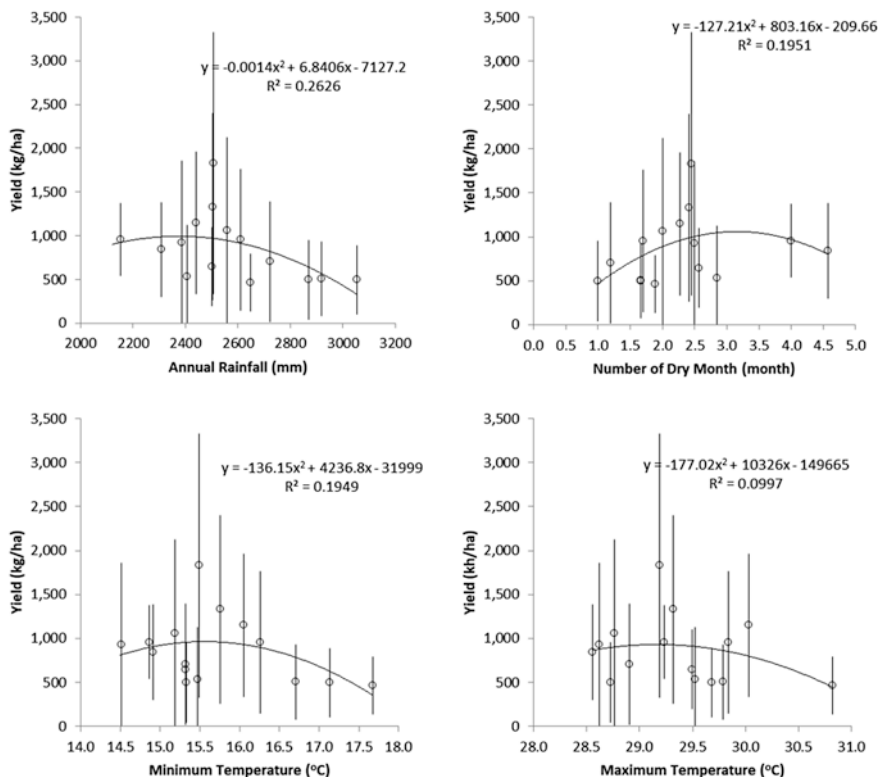 3,500
3,000
2,500
2,000
1,500
1,000
500
0
Yield (kg/ha)
y = -0.0014x² + 6.8406x - 7127.2
R² = 0.2626
2000 2200 2400 2600 2800 3000 3200
Annual Rainfall (mm)
3,500
3,000
2,500
2,000
1,500
1,000
500
0
Yield (kg/ha)
y = -127.21x² + 803.16x - 209.66
R² = 0.1951
0.0 0.5 1.0 1.5 2.0 2.5 3.0 3.5 4.0 4.5 5.0
Number of Dry Month (month)
3,500
3,000
2,500
2,000
1,500
1,000
500
0
Yield (kg/ha)
y = -136.15x² + 4236.8x - 31999
R² = 0.1949
14.0 14.5 15.0 15.5 16.0 16.5 17.0 17.5 18.0
Minimum Temperature (°C)
3,500
3,000
2,500
2,000
1,500
1,000
500
0
Yield (kh/ha)
y = -177.02x² + 10326x - 149665
R² = 0.0997
28.0 28.5 29.0 29.5 30.0 30.5 31.0
Maximum Temperature (°C)